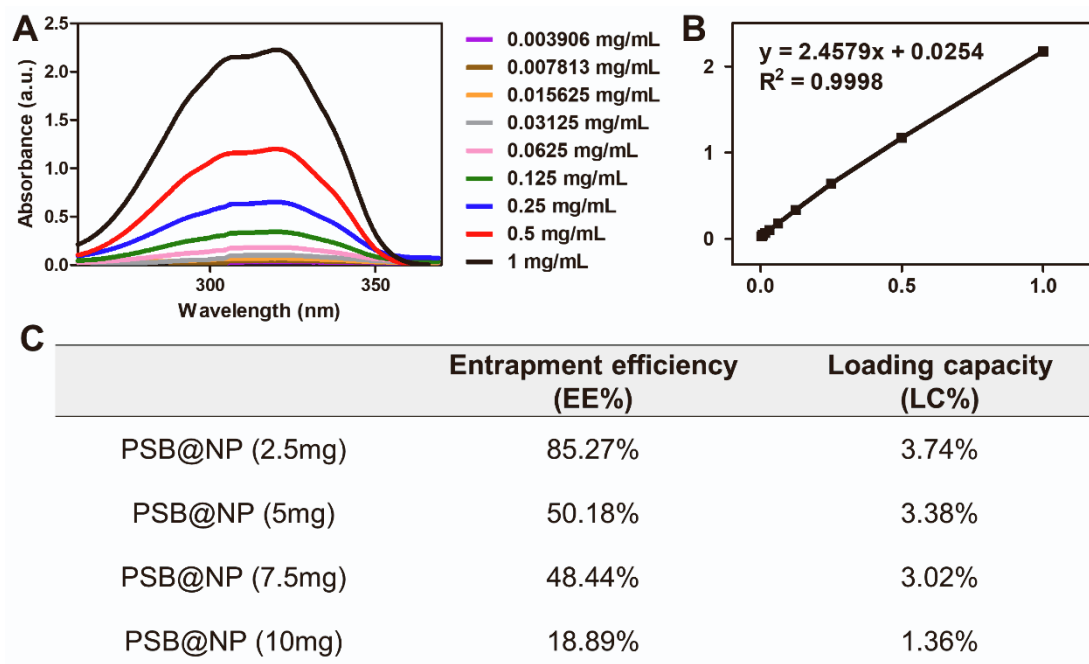 A
2.5
2.0
1.5
1.0
0.5
0.0
Absorbance (a.u.)
300
350
Wavelength (nm)
0.003906 mg/mL
0.007813 mg/mL
0.015625 mg/mL
0.03125 mg/mL
0.0625 mg/mL
0.125 mg/mL
0.25 mg/mL
0.5 mg/mL
1 mg/mL
B
y = 2.4579x + 0.0254
R² = 0.9998
2
1
0
0.0
0.5
1.0
C
Entrapment efficiency (EE%)
Loading capacity (LC%)
PSB@NP (2.5mg) 85.27% 3.74%
PSB@NP (5mg) 50.18% 3.38%
PSB@NP (7.5mg) 48.44% 3.02%
PSB@NP (10mg) 18.89% 1.36%